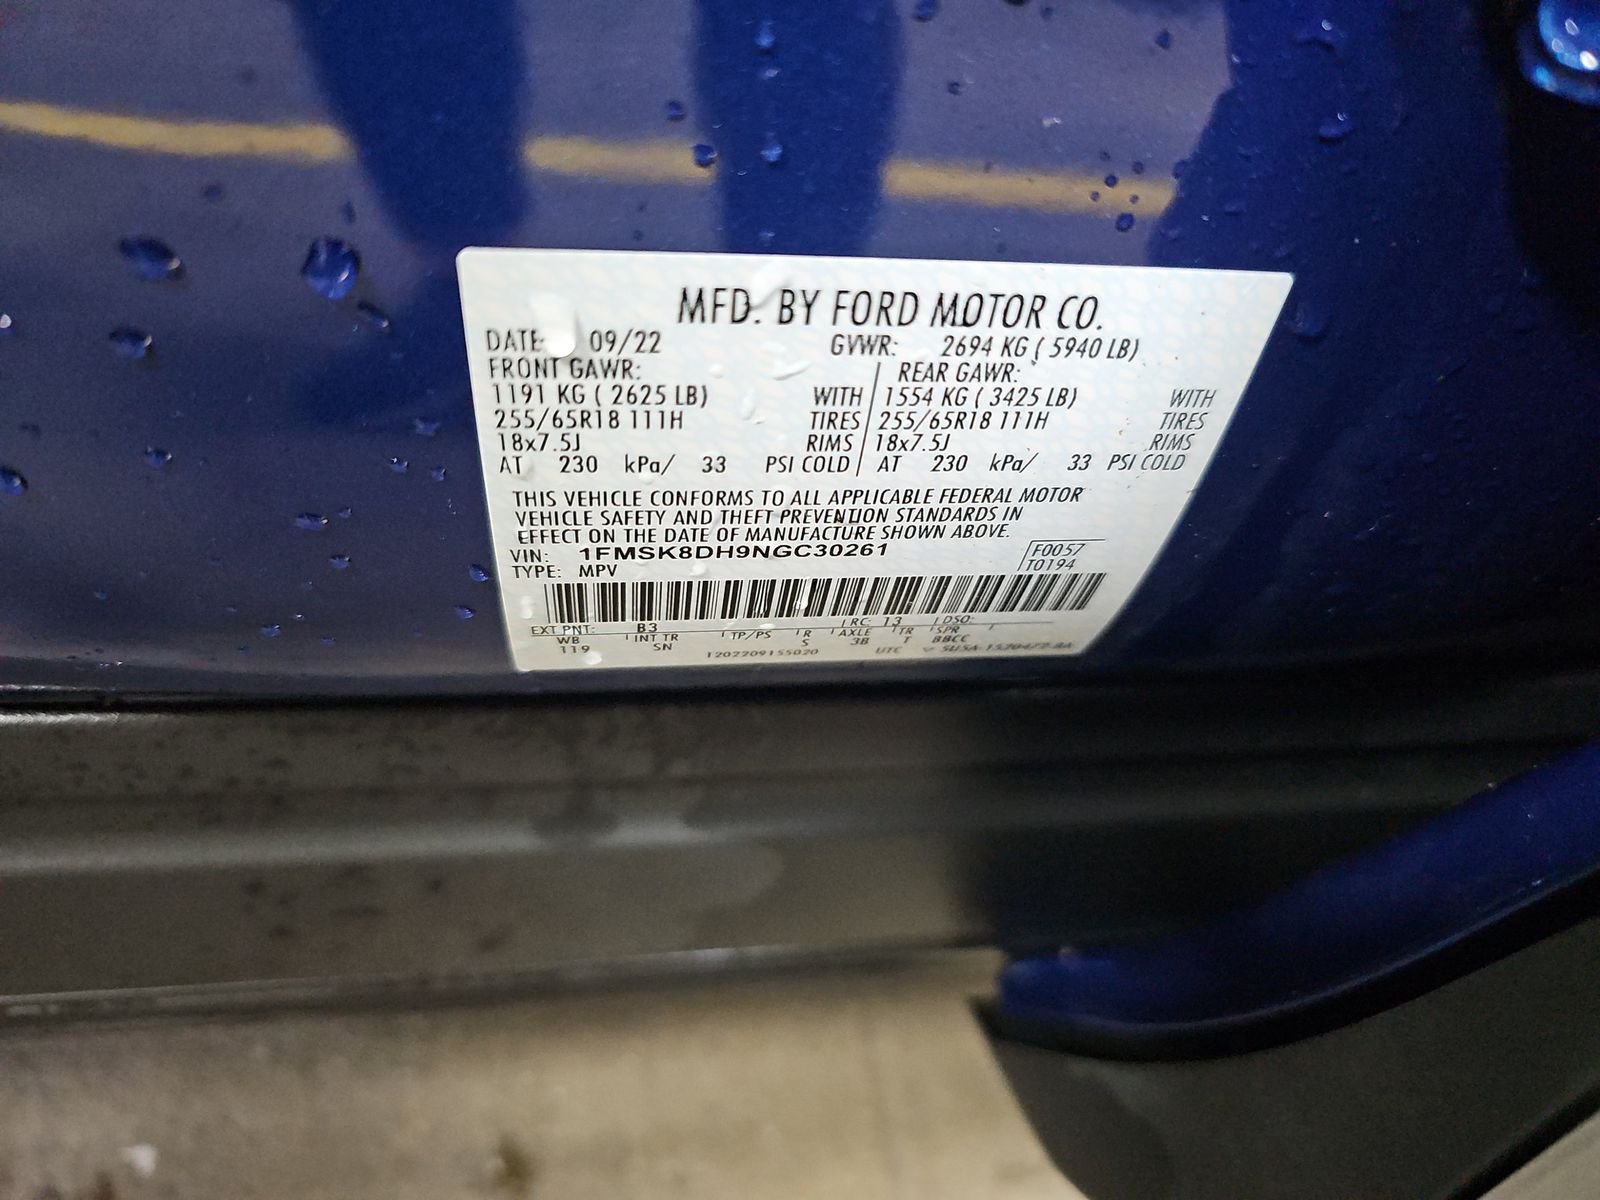 MFD. BY FORD MOTOR CO.
DATE: 09/22 GVWR: 2694 KG ( 5940 LB)
FRONT GAWR: REAR GAWR:
1191 KG ( 2625 LB) WITH 1554 KG ( 3425 LB) WITH
255/65R18 111H TIRES 255/65R18 111H TIRES
18x7.5J RIMS 18x7.5J RIMS
AT 230 kPa/ 33 PSI COLD AT 230 kPa/ 33 PSI COLD
THIS VEHICLE CONFORMS TO ALL APPLICABLE FEDERAL MOTOR
VEHICLE SAFETY AND THEFT PREVENTION STANDARDS IN
EFFECT ON THE DATE OF MANUFACTURE SHOWN ABOVE.
VIN: 1FMSK8DH9NGC30261 F0057
TYPE: MPV T0194
EXT PNT: B3 RC: 13 DSO:
WB INT TR TP/PS R AXLE TR SPR
119 SN S 3B T BBCC
T202209155020 UTC